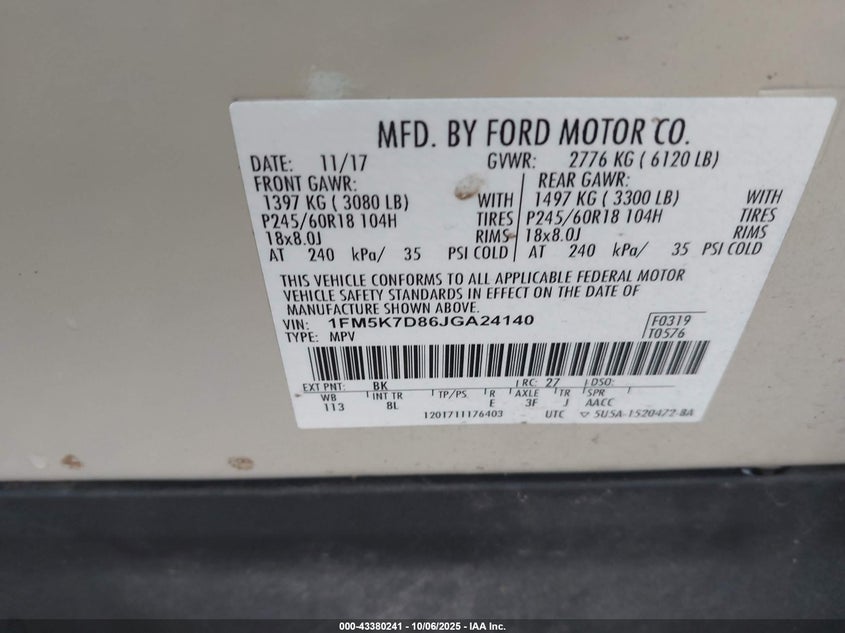 MFD. BY FORD MOTOR CO.
DATE: 11/17 GVWR: 2776 KG ( 6120 LB)
FRONT GAWR: REAR GAWR:
1397 KG ( 3080 LB) WITH 1497 KG ( 3300 LB) WITH
P245/60R18 104H TIRES P245/60R18 104H TIRES
18x8.0J RIMS 18x8.0J RIMS
AT 240 kPa/ 35 PSI COLD AT 240 kPa/ 35 PSI COLD
THIS VEHICLE CONFORMS TO ALL APPLICABLE FEDERAL MOTOR
VEHICLE SAFETY STANDARDS IN EFFECT ON THE DATE OF
MANUFACTURE SHOWN ABOVE.
VIN: 1FM5K7D86JGA24140 F0319
TYPE: MPV T0576
EXT PNT: BK RC: 27 DSO:
WB INT TR TP/PS R AXLE TR SPR
113 8L E 3F J AACC
1201711176403 UTC 5U5A-1520472-BA
000-43380241 - 10/06/2025 - IAA Inc.